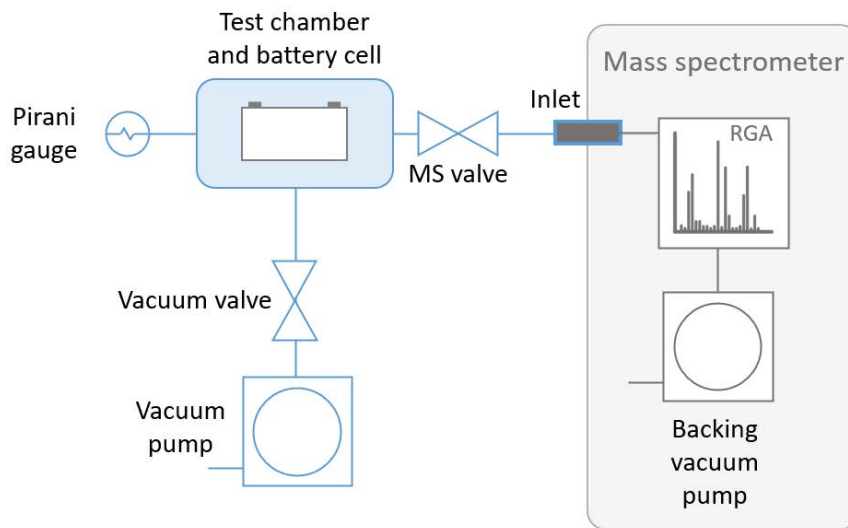 Test chamber
and battery cell
Mass spectrometer
Pirani
gauge
Inlet
RGA
MS valve
Vacuum valve
Vacuum
pump
Backing
vacuum
pump